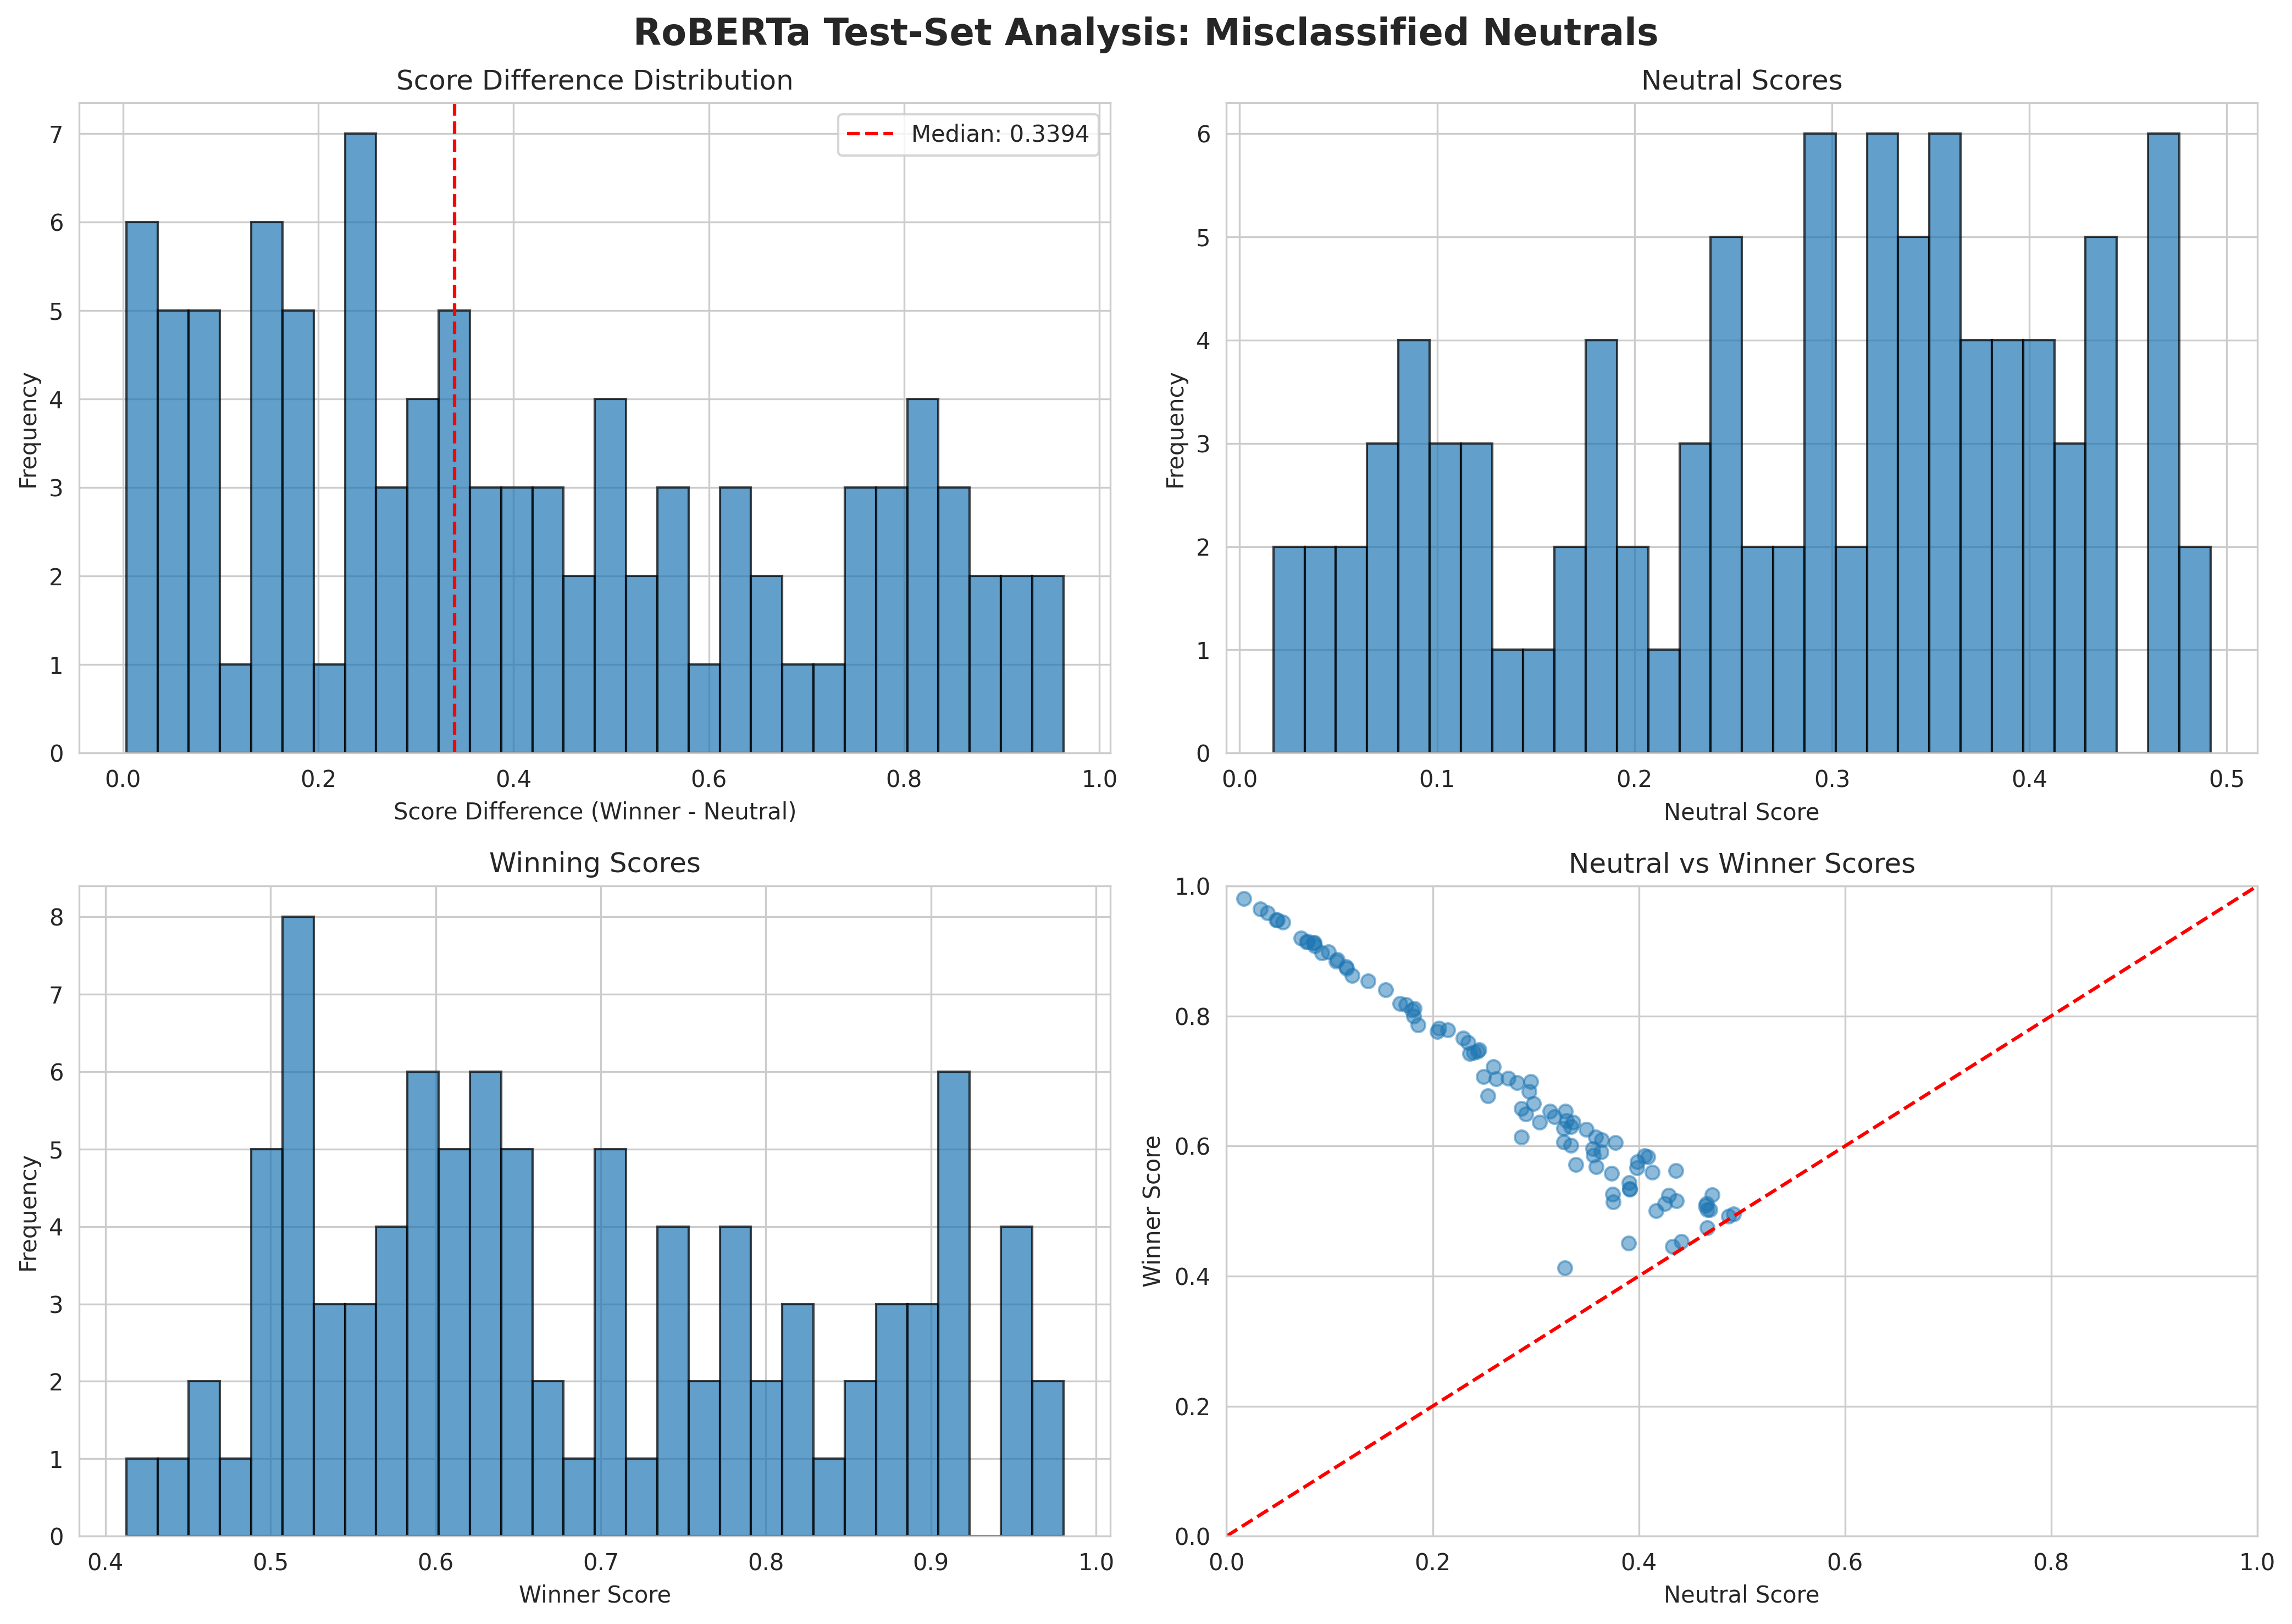 RoBERTa Test-Set Analysis: Misclassified Neutrals
Score Difference Distribution
Median: 0.3394
Frequency
7
6
5
4
3
2
1
0
0.0 0.2 0.4 0.6 0.8 1.0
Score Difference (Winner - Neutral)
Neutral Scores
Frequency
6
5
4
3
2
1
0
0.0 0.1 0.2 0.3 0.4 0.5
Neutral Score
Winning Scores
Frequency
8
7
6
5
4
3
2
1
0
0.4 0.5 0.6 0.7 0.8 0.9 1.0
Winner Score
Neutral vs Winner Scores
Winner Score
1.0
0.8
0.6
0.4
0.2
0.0
0.0 0.2 0.4 0.6 0.8 1.0
Neutral Score